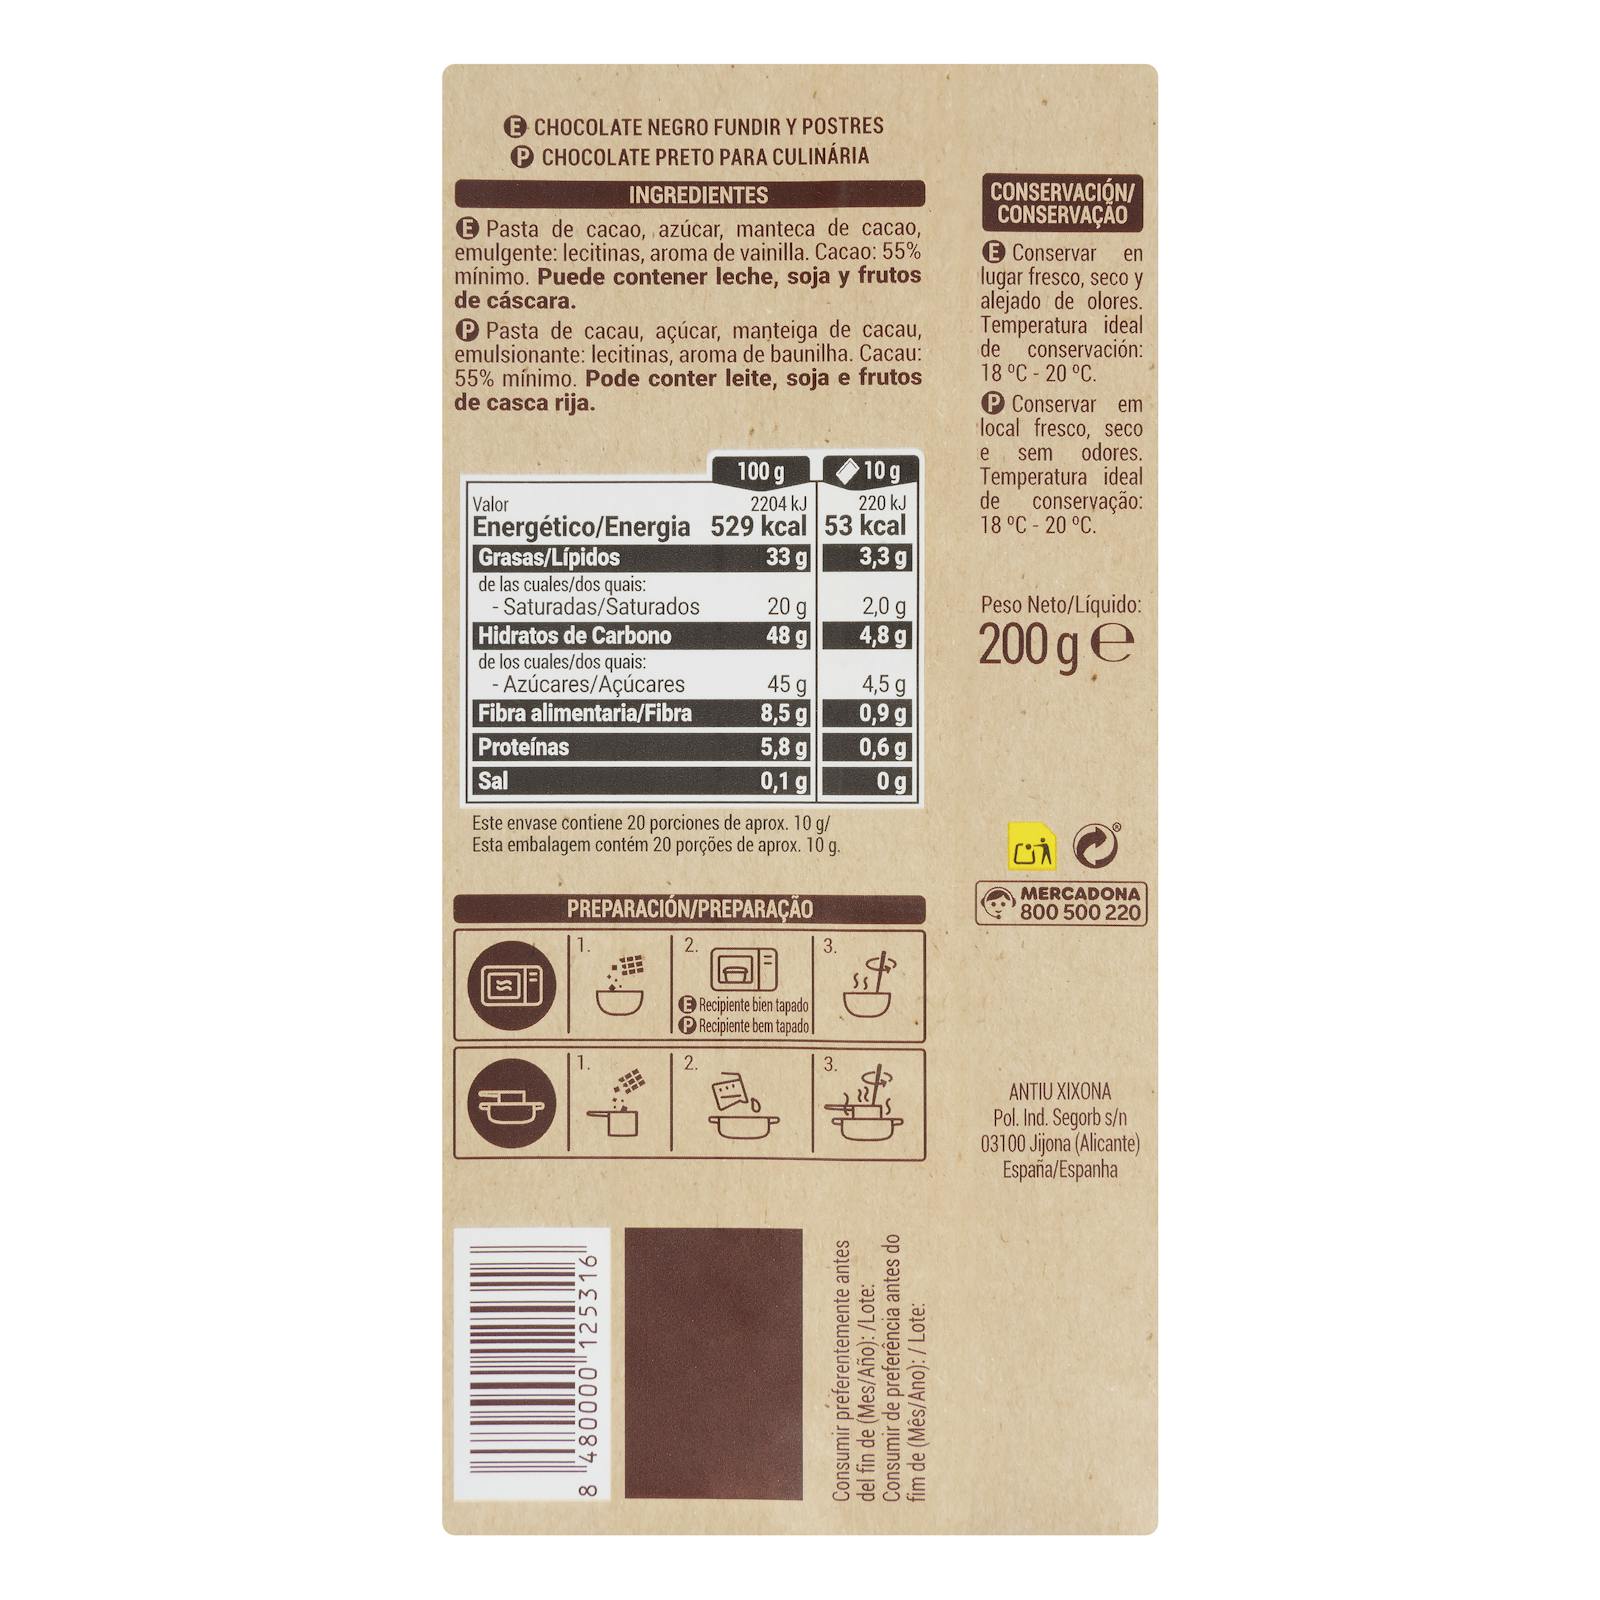 E CHOCOLATE NEGRO FUNDIR Y POSTRES
P CHOCOLATE PRETO PARA CULINÁRIA
INGREDIENTES
E Pasta de cacao, azúcar, manteca de cacao,
emulgente: lecitinas, aroma de vainilla. Cacao: 55%
mínimo. Puede contener leche, soja y frutos
de cáscara.
P Pasta de cacau, açúcar, manteiga de cacau,
emulsionante: lecitinas, aroma de baunilha. Cacau:
55% mínimo. Pode conter leite, soja e frutos
de casca rija.
100 g 10 g
Valor 2204 kJ 220 kJ
Energético/Energia 529 kcal 53 kcal
Grasas/Lípidos 33 g 3,3 g
de las cuales/dos quais:
- Saturadas/Saturados 20 g 2,0 g
Hidratos de Carbono 48 g 4,8 g
de los cuales/dos quais:
- Azúcares/Açúcares 45 g 4,5 g
Fibra alimentaria/Fibra 8,5 g 0,9 g
Proteínas 5,8 g 0,6 g
Sal 0,1 g 0 g
Este envase contiene 20 porciones de aprox. 10 g/
Esta embalagem contém 20 porções de aprox. 10 g.
PREPARACIÓN/PREPARAÇÃO
1. 2. 3.
E Recipiente bien tapado
P Recipiente bem tapado
1. 2. 3.
8 480000 125316
Consumir preferentemente antes
del fin de (Mes/Año): /Lote:
Consumir de preferência antes do
fim de (Mês/Ano): / Lote:
CONSERVACIÓN/
CONSERVAÇÃO
E Conservar en
lugar fresco, seco y
alejado de olores.
Temperatura ideal
de conservación:
18 ºC - 20 ºC.
P Conservar em
local fresco, seco
e sem odores.
Temperatura ideal
de conservação:
18 ºC - 20 ºC.
Peso Neto/Líquido:
200 g e
MERCADONA
800 500 220
ANTIU XIXONA
Pol. Ind. Segorb s/n
03100 Jijona (Alicante)
España/Espanha